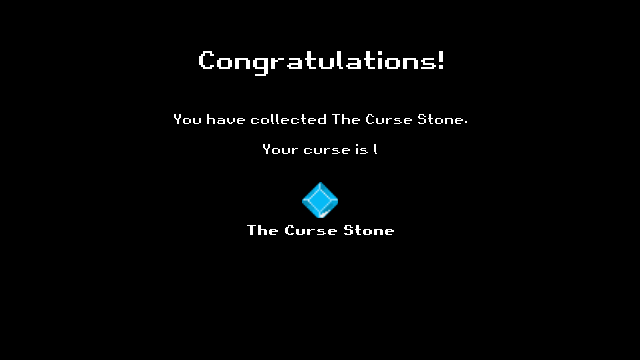 Congratulations!
You have collected The Curse Stone.
Your curse is l
The Curse Stone